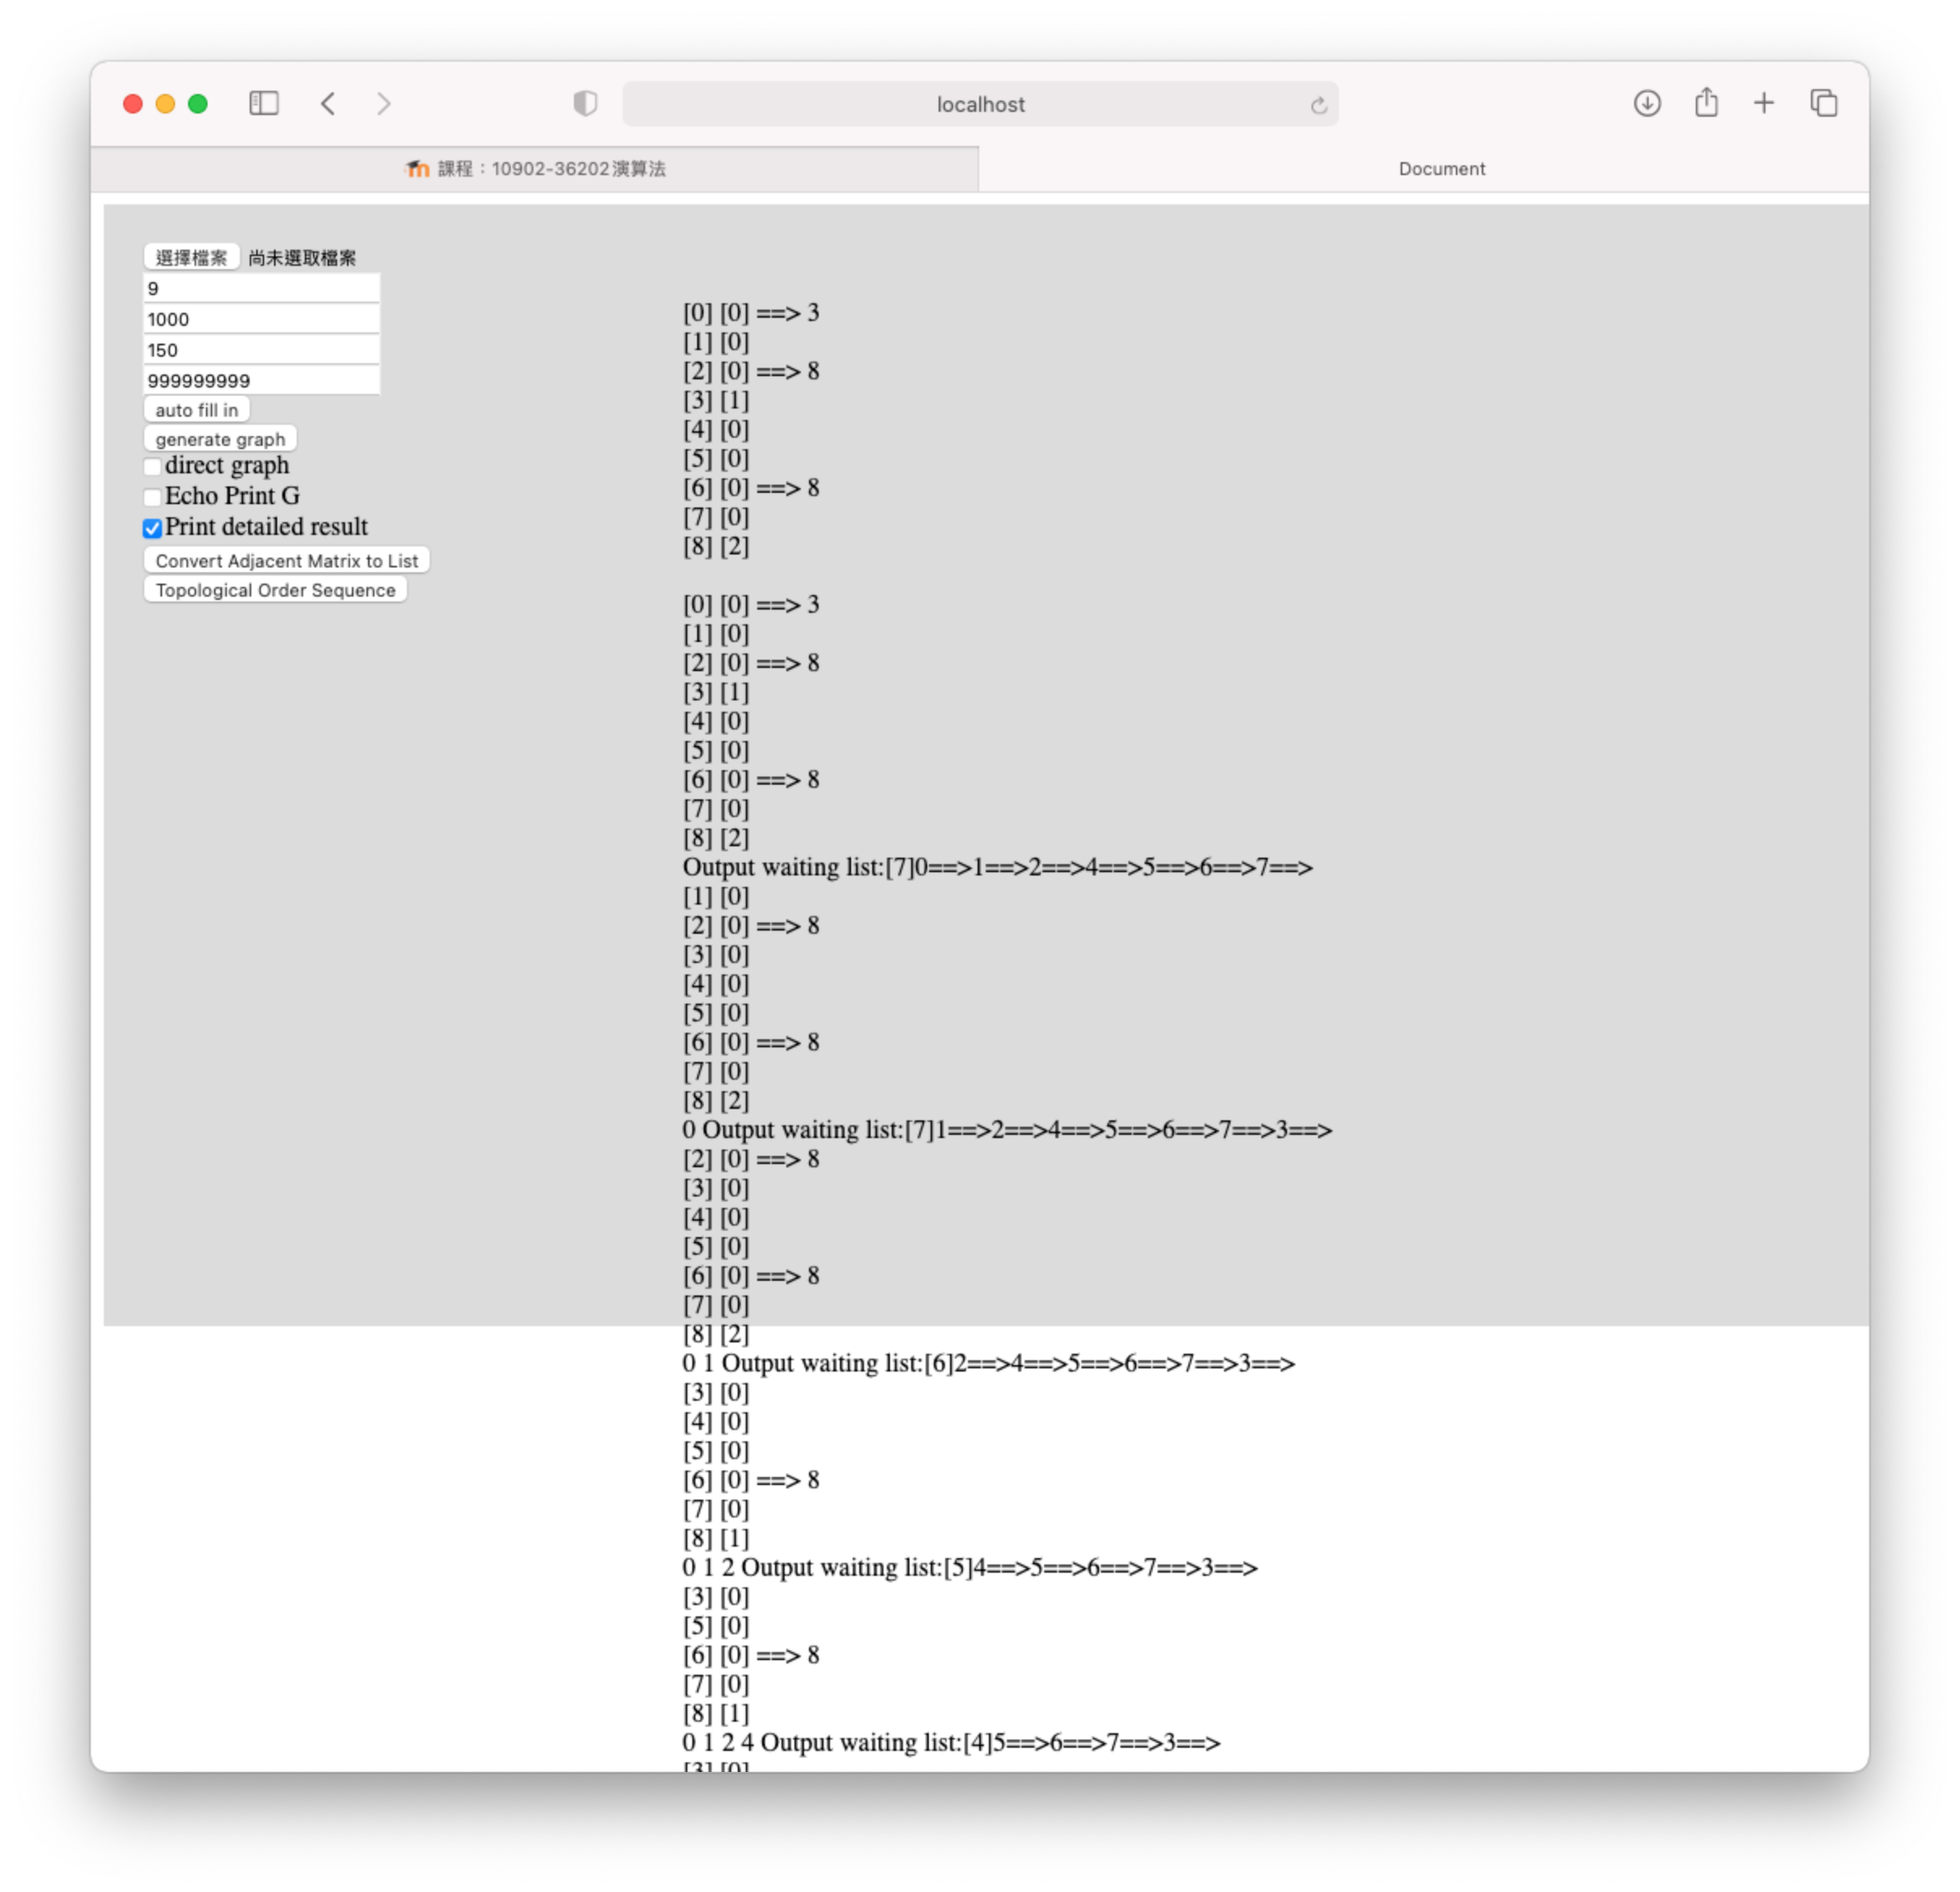 localhost
課程：10902-36202演算法
Document
選擇檔案 尚未選取檔案
9
1000
150
999999999
auto fill in
generate graph
direct graph
Echo Print G
Print detailed result
Convert Adjacent Matrix to List
Topological Order Sequence
[0] [0] ==> 3
[1] [0]
[2] [0] ==> 8
[3] [1]
[4] [0]
[5] [0]
[6] [0] ==> 8
[7] [0]
[8] [2]
[0] [0] ==> 3
[1] [0]
[2] [0] ==> 8
[3] [1]
[4] [0]
[5] [0]
[6] [0] ==> 8
[7] [0]
[8] [2]
Output waiting list:[7]0==>1==>2==>4==>5==>6==>7==>
[1] [0]
[2] [0] ==> 8
[3] [0]
[4] [0]
[5] [0]
[6] [0] ==> 8
[7] [0]
[8] [2]
0 Output waiting list:[7]1==>2==>4==>5==>6==>7==>3==>
[2] [0] ==> 8
[3] [0]
[4] [0]
[5] [0]
[6] [0] ==> 8
[7] [0]
[8] [2]
0 1 Output waiting list:[6]2==>4==>5==>6==>7==>3==>
[3] [0]
[4] [0]
[5] [0]
[6] [0] ==> 8
[7] [0]
[8] [1]
0 1 2 Output waiting list:[5]4==>5==>6==>7==>3==>
[3] [0]
[5] [0]
[6] [0] ==> 8
[7] [0]
[8] [1]
0 1 2 4 Output waiting list:[4]5==>6==>7==>3==>
[3] [0]